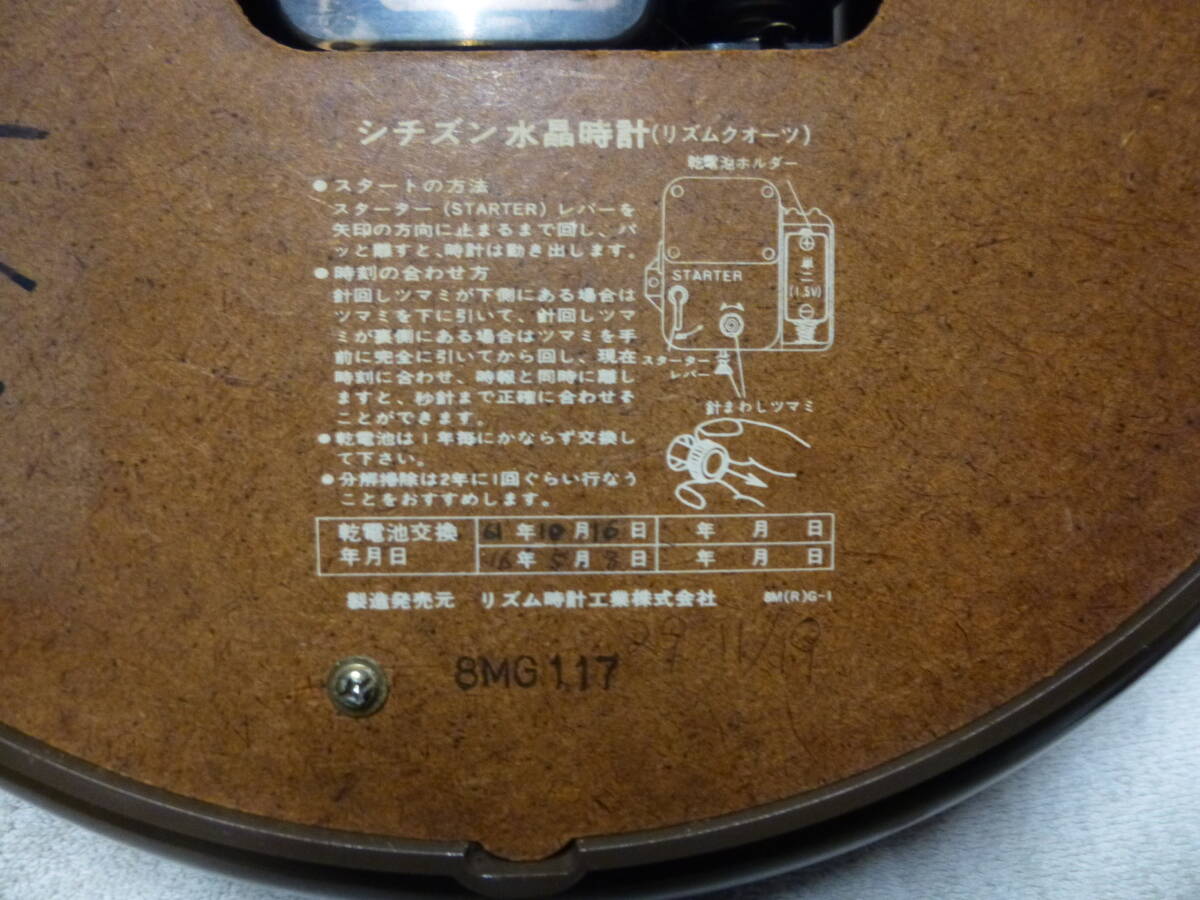 シチズン 水晶時計(リズムクオーツ)
●スタートの方法
スターター(STARTER)レバーを
矢印の方向に止まるまで回し、パ
ッと離すと、時計は動き出します。
●時刻の合わせ方
針回しツマミが下側にある場合は
ツマミを下に引いて、針回しツマ
ミが裏側にある場合はツマミを手
前に完全に引いてから回し、現在
時刻に合わせ、時報と同時に離し
ますと、秒針まで正確に合わせそ
ことができます。
●乾電池は1年毎にかならず交換し
て下さい。
●分解掃除は2年に1回ぐらい行なう
ことをおすすめします。
乾電池ホルダー
STARTER
⊕
単二
(1.5V)
⊖
スターター
レバー
針まわしツマミ
乾電池交換
年月日
61年10月16日
年 月 日
16年5月8日
年 月 日
製造発売元 リズム時計工業株式会社 8M(R)G-1
29 11/19
8MG117